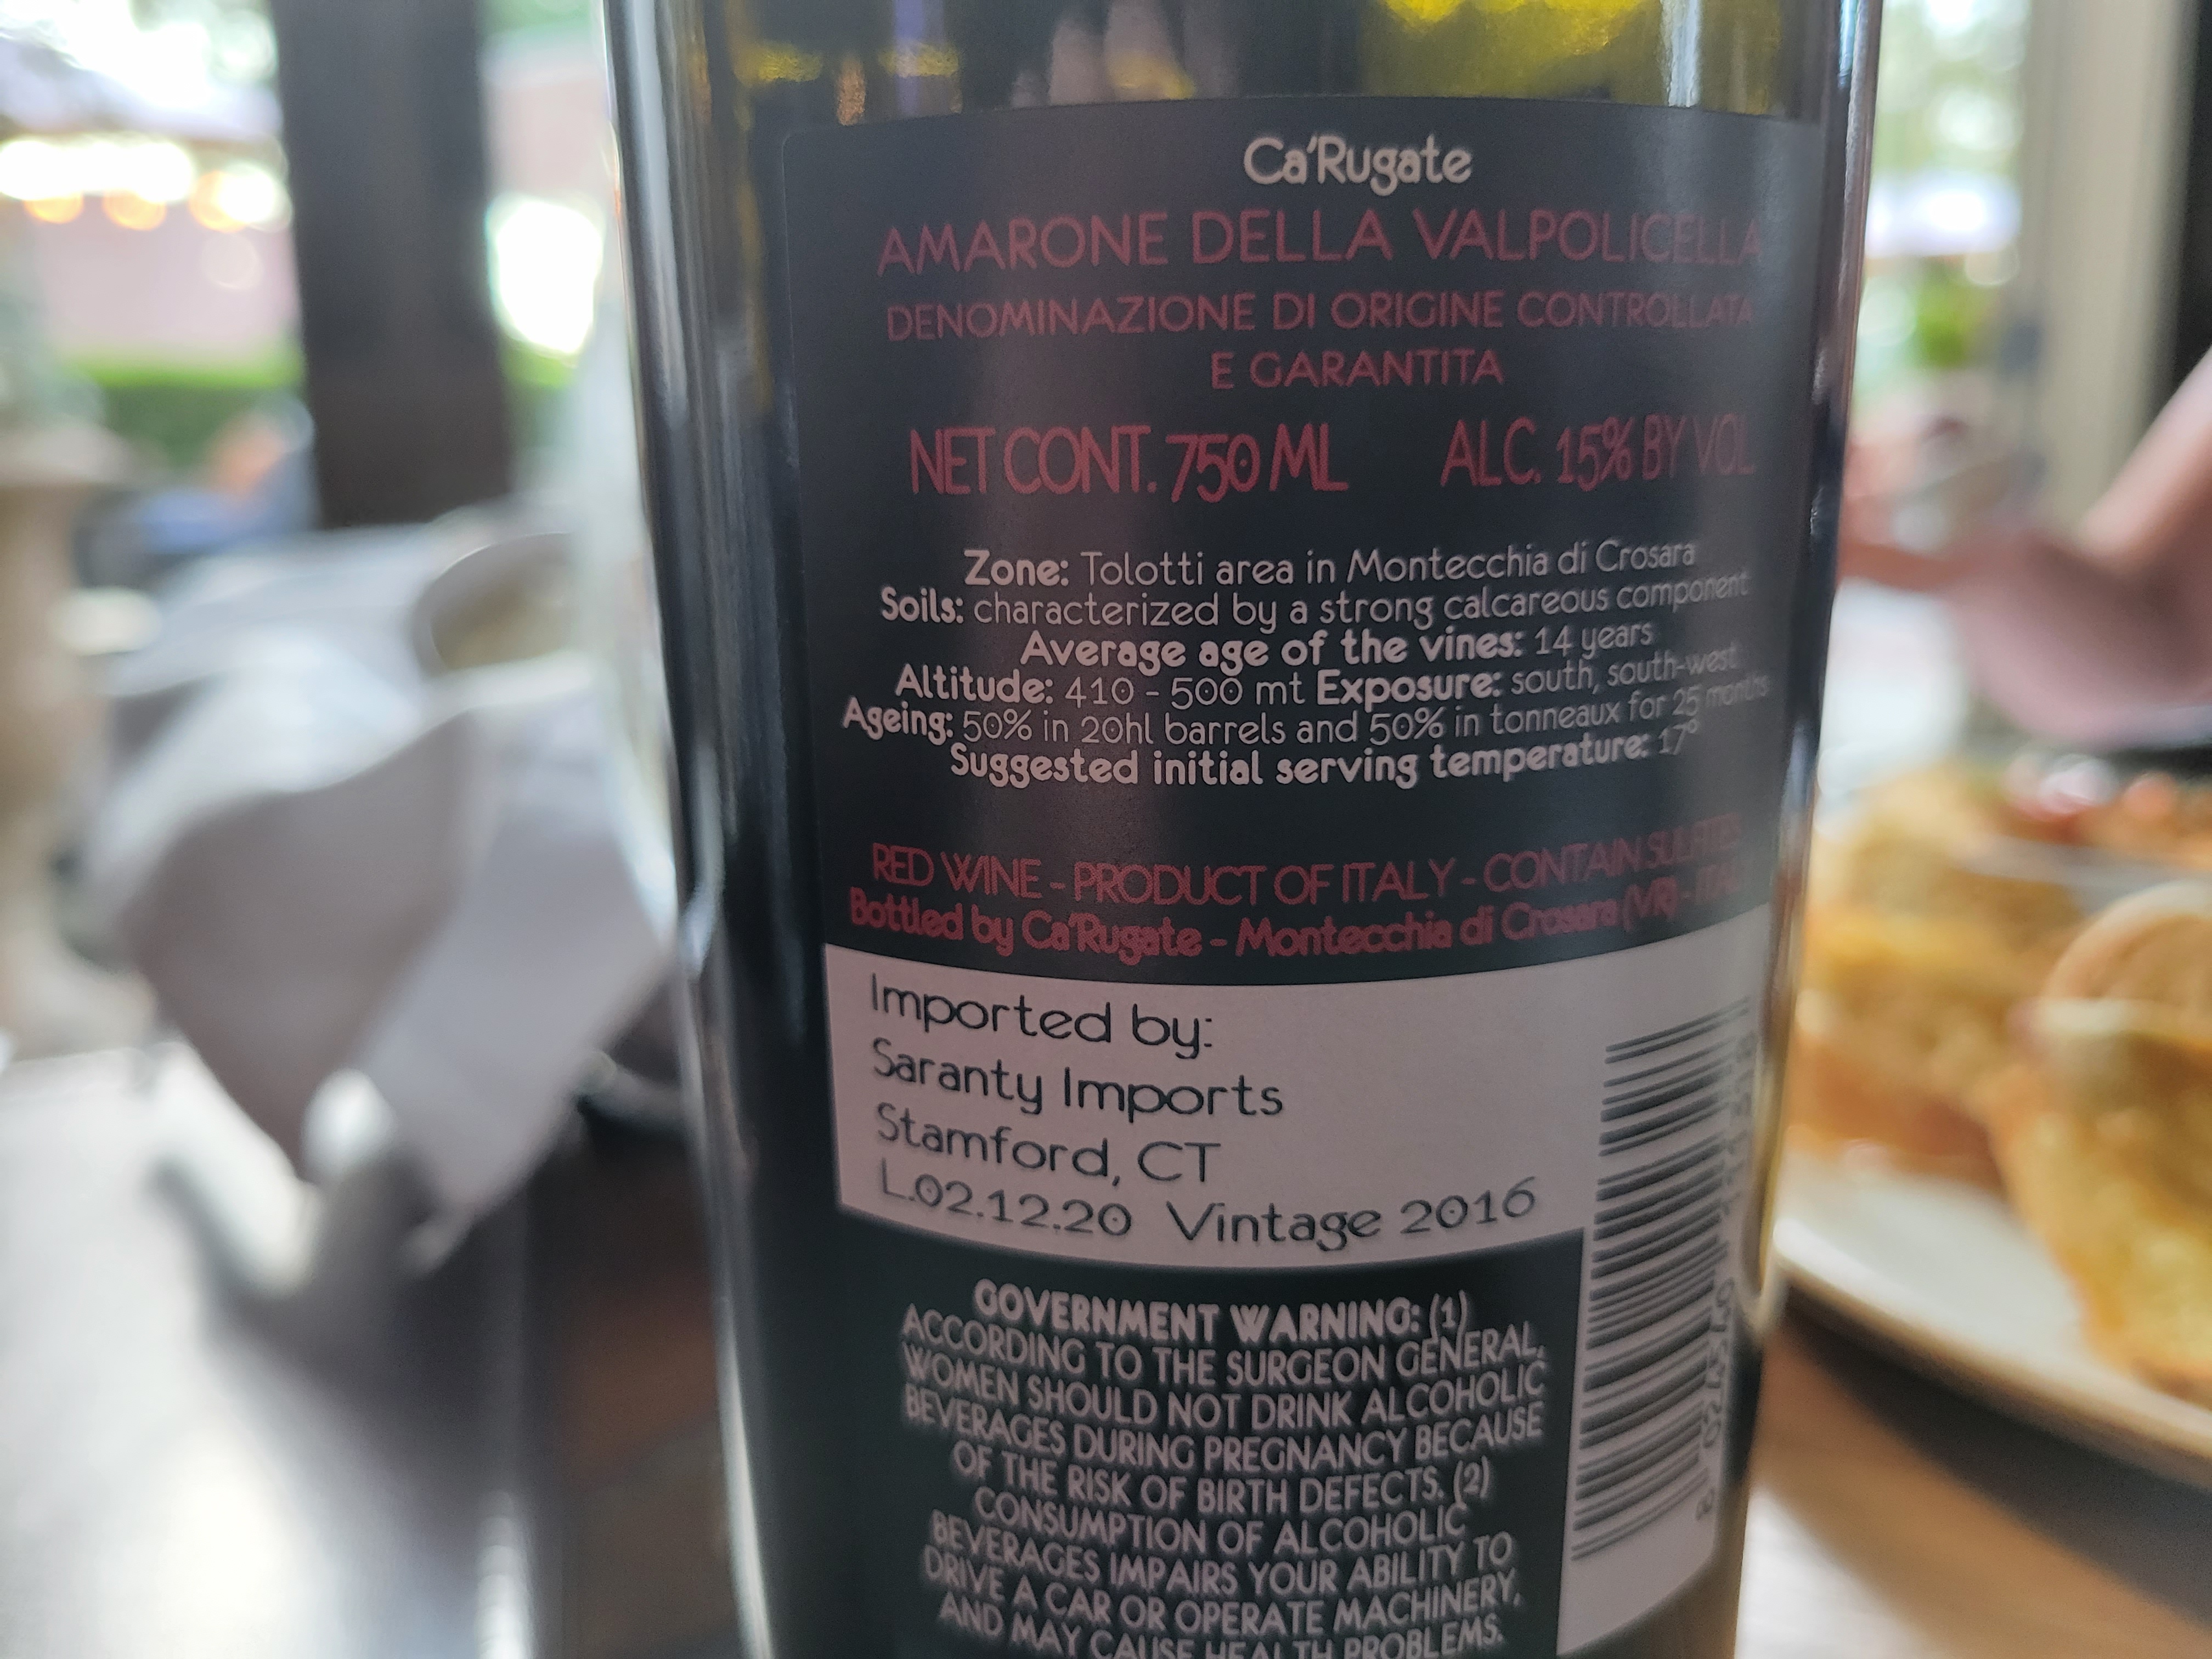 Ca'Rugate
AMARONE DELLA VALPOLICELLA
DENOMINAZIONE DI ORIGINE CONTROLLATA
E GARANTITA
NET CONT. 750 ML ALC. 15% BY VOL
Zone: Tolotti area in Montecchia di Crosara
Soils: characterized by a strong calcareous component
Average age of the vines: 14 years
Altitude: 410 - 500 mt Exposure: south, south-west
Ageing: 50% in 20hl barrels and 50% in tonneaux for 25 months
Suggested initial serving temperature: 17°
RED WINE - PRODUCT OF ITALY - CONTAIN SULFITES
Bottled by Ca'Rugate - Montecchia di Crosara (VR) - ITALY
Imported by:
Saranty Imports
Stamford, CT
L.02.12.20 Vintage 2016
GOVERNMENT WARNING: (1)
ACCORDING TO THE SURGEON GENERAL,
WOMEN SHOULD NOT DRINK ALCOHOLIC
BEVERAGES DURING PREGNANCY BECAUSE
OF THE RISK OF BIRTH DEFECTS. (2)
CONSUMPTION OF ALCOHOLIC
BEVERAGES IMPAIRS YOUR ABILITY TO
DRIVE A CAR OR OPERATE MACHINERY,
AND MAY CAUSE HEALTH PROBLEMS.